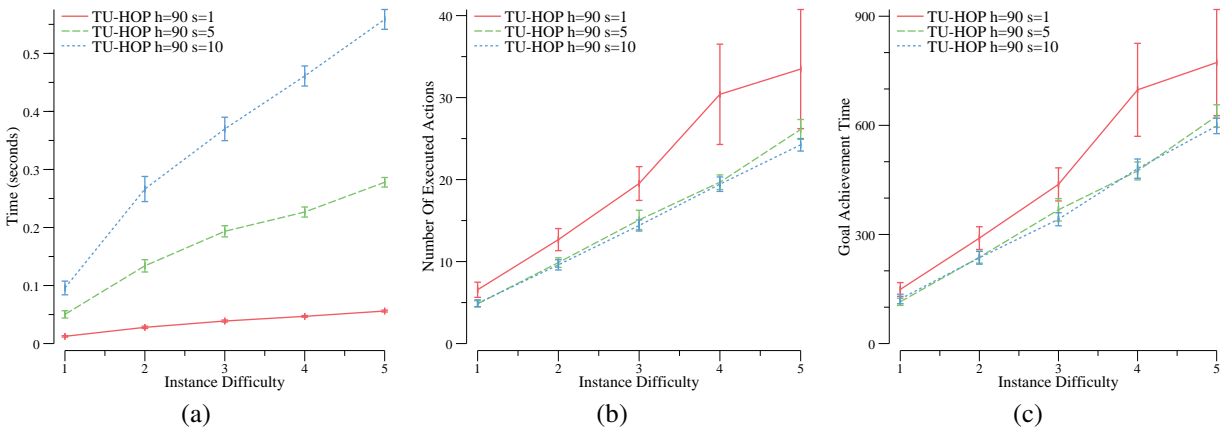 TU-HOP h=90 s=1
TU-HOP h=90 s=5
TU-HOP h=90 s=10
0.5
0.4
0.3
0.2
0.1
0
Time (seconds)
1 2 3 4 5
Instance Difficulty
(a)
TU-HOP h=90 s=1
TU-HOP h=90 s=5
TU-HOP h=90 s=10
40
30
20
10
0
Number Of Executed Actions
1 2 3 4 5
Instance Difficulty
(b)
900
TU-HOP h=90 s=1
TU-HOP h=90 s=5
TU-HOP h=90 s=10
600
300
0
Goal Achievement Time
1 2 3 4 5
Instance Difficulty
(c)